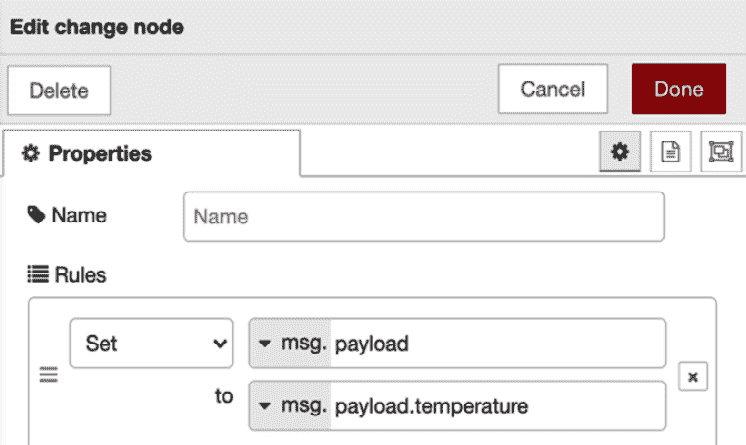 Edit change node
Delete
Cancel
Done
Properties
Name
Name
Rules
Set
msg. payload
to
msg. payload.temperature
x